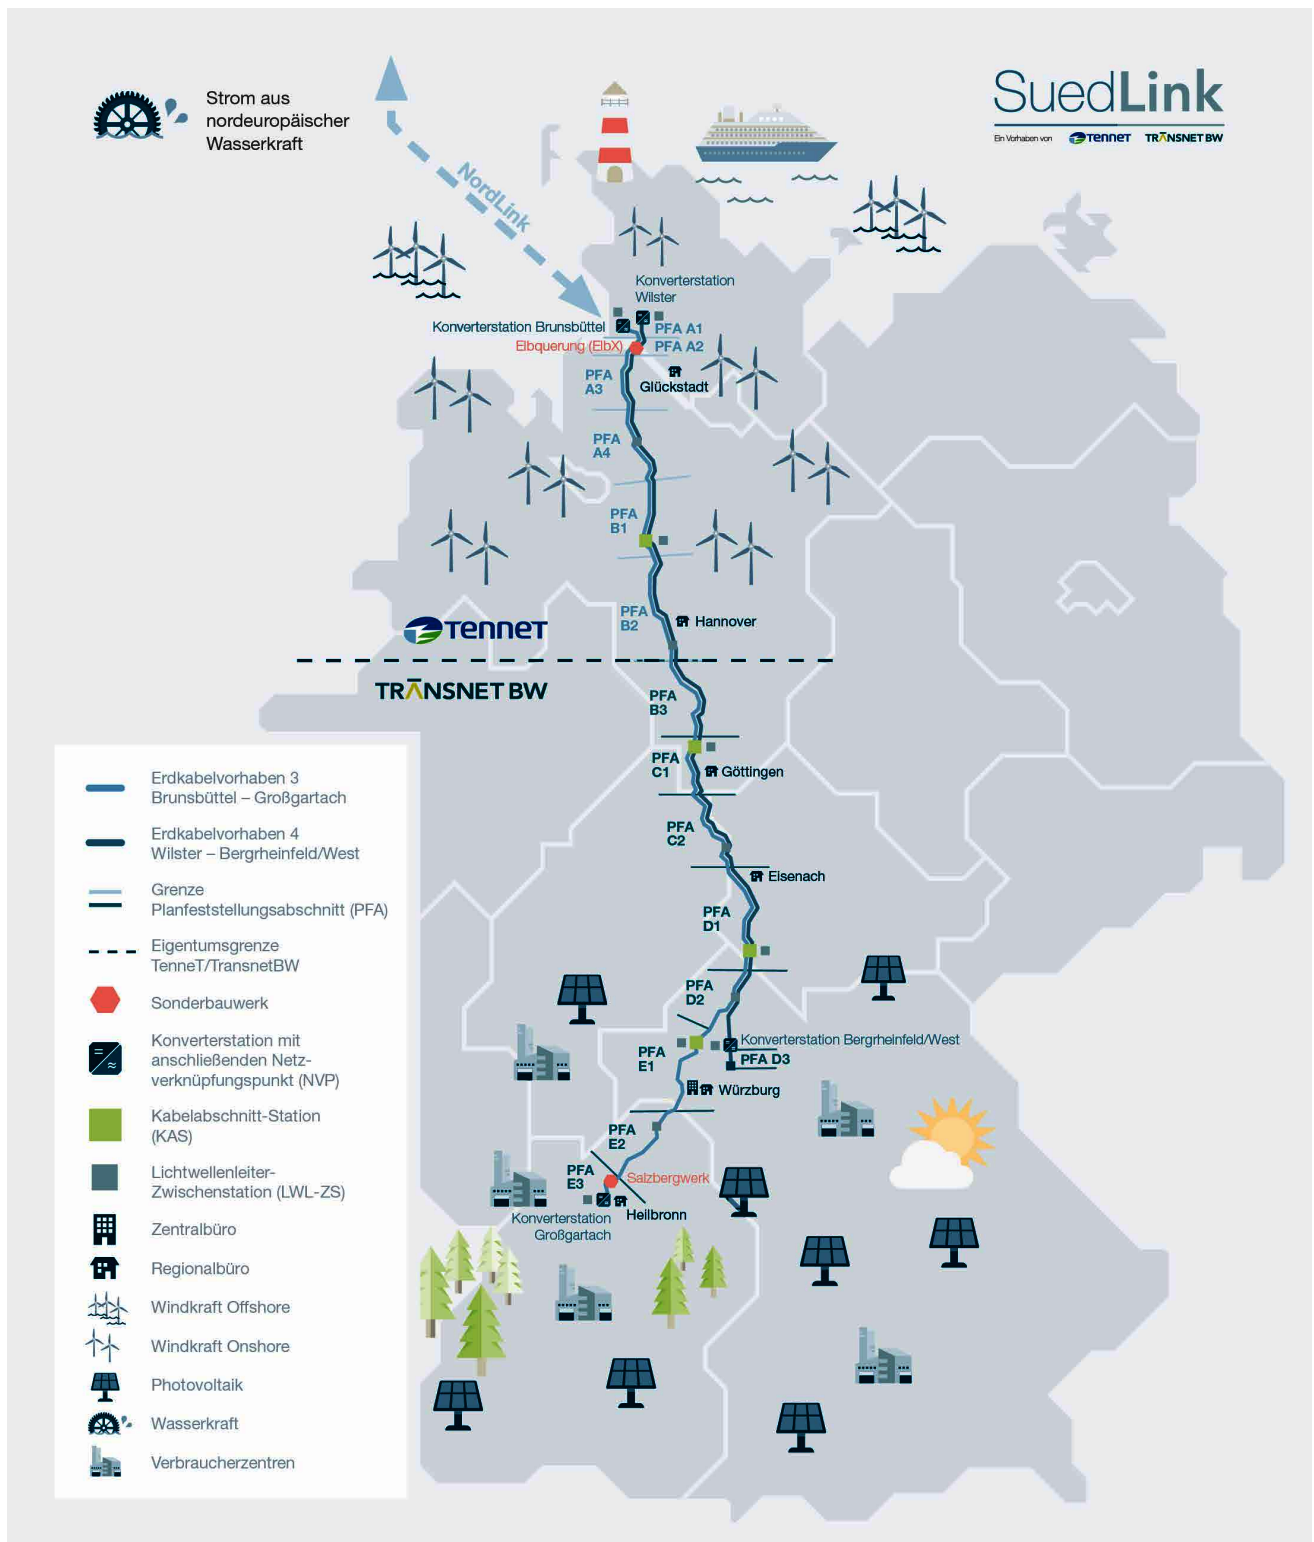 Strom aus
nordeuropäischer
Wasserkraft
SuedLink
Ein Vorhaben von TENNET TRANSNET BW
NordLink
Konverterstation
Wilster
Konverterstation Brunsbüttel
PFA A1
Elbquerung (ElbX)
PFA A2
PFA
A3
Glückstadt
PFA
A4
PFA
B1
PFA
B2
Hannover
TENNET
TRANSNET BW
PFA
B3
PFA
C1
Göttingen
PFA
C2
Eisenach
PFA
D1
PFA
D2
Konverterstation Bergrheinfeld/West
PFA D3
PFA
E1
Würzburg
PFA
E2
PFA
E3
Salzbergwerk
Heilbronn
Konverterstation
Großgartach
Erdkabelvorhaben 3
Brunsbüttel – Großgartach
Erdkabelvorhaben 4
Wilster – Bergrheinfeld/West
Grenze
Planfeststellungsabschnitt (PFA)
Eigentumsgrenze
TenneT/TransnetBW
Sonderbauwerk
Konverterstation mit
anschließenden Netz-
verknüpfungspunkt (NVP)
Kabelabschnitt-Station
(KAS)
Lichtwellenleiter-
Zwischenstation (LWL-ZS)
Zentralbüro
Regionalbüro
Windkraft Offshore
Windkraft Onshore
Photovoltaik
Wasserkraft
Verbraucherzentren